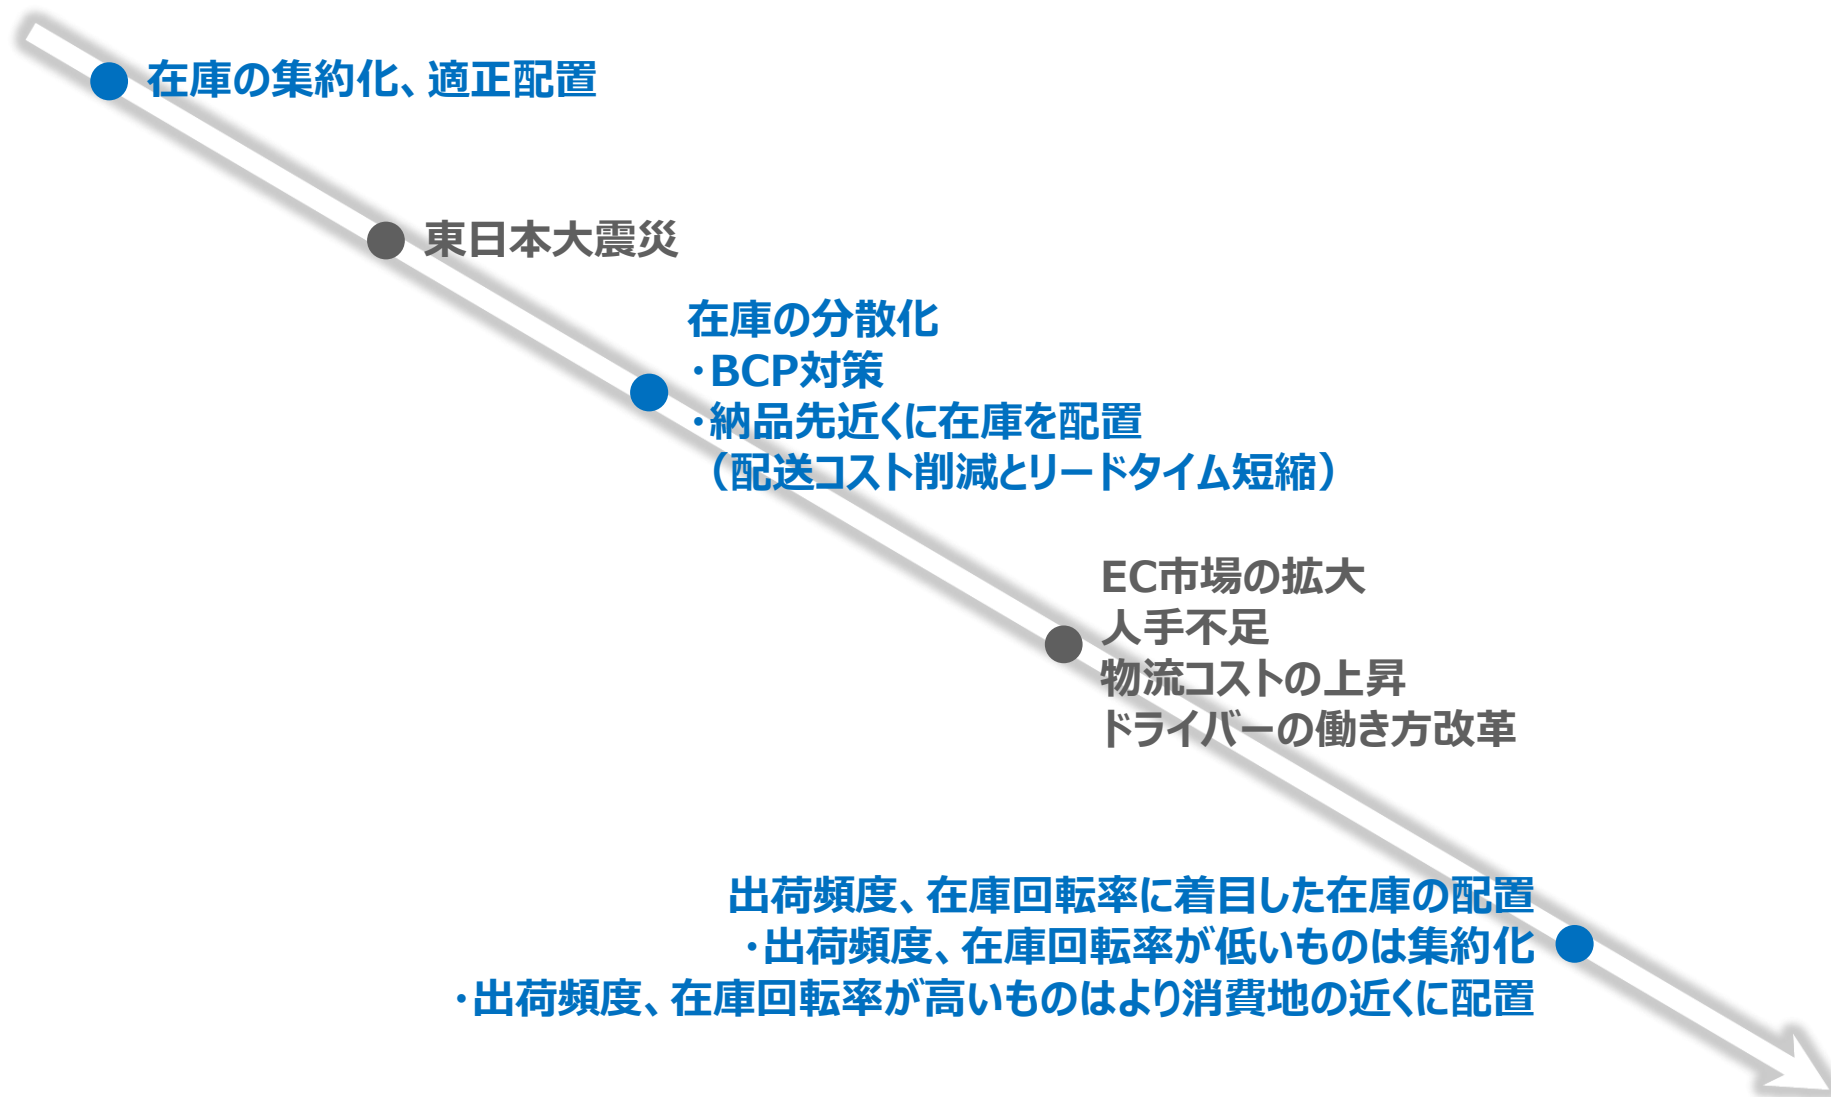 在庫の集約化、適正配置
東日本大震災
在庫の分散化
・BCP対策
・納品先近くに在庫を配置
（配送コスト削減とリードタイム短縮）
EC市場の拡大
人手不足
物流コストの上昇
ドライバーの働き方改革
出荷頻度、在庫回転率に着目した在庫の配置
・出荷頻度、在庫回転率が低いものは集約化
・出荷頻度、在庫回転率が高いものはより消費地の近くに配置